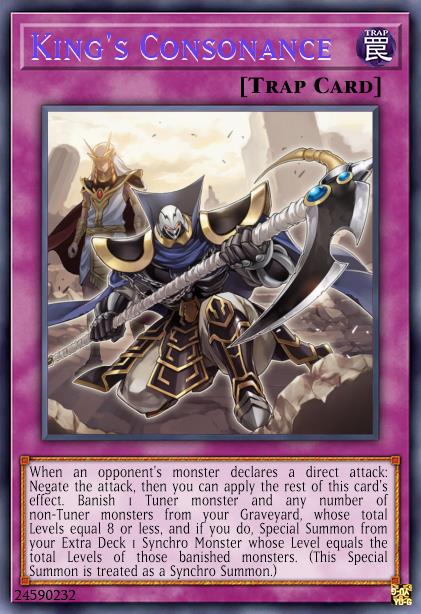 King's Consonance
TRAP
罠
[Trap Card]
When an opponent's monster declares a direct attack:
Negate the attack, then you can apply the rest of this card's
effect. Banish 1 Tuner monster and any number of
non-Tuner monsters from your Graveyard, whose total
Levels equal 8 or less, and if you do, Special Summon from
your Extra Deck 1 Synchro Monster whose Level equals the
total Levels of those banished monsters. (This Special
Summon is treated as a Synchro Summon.)
24590232